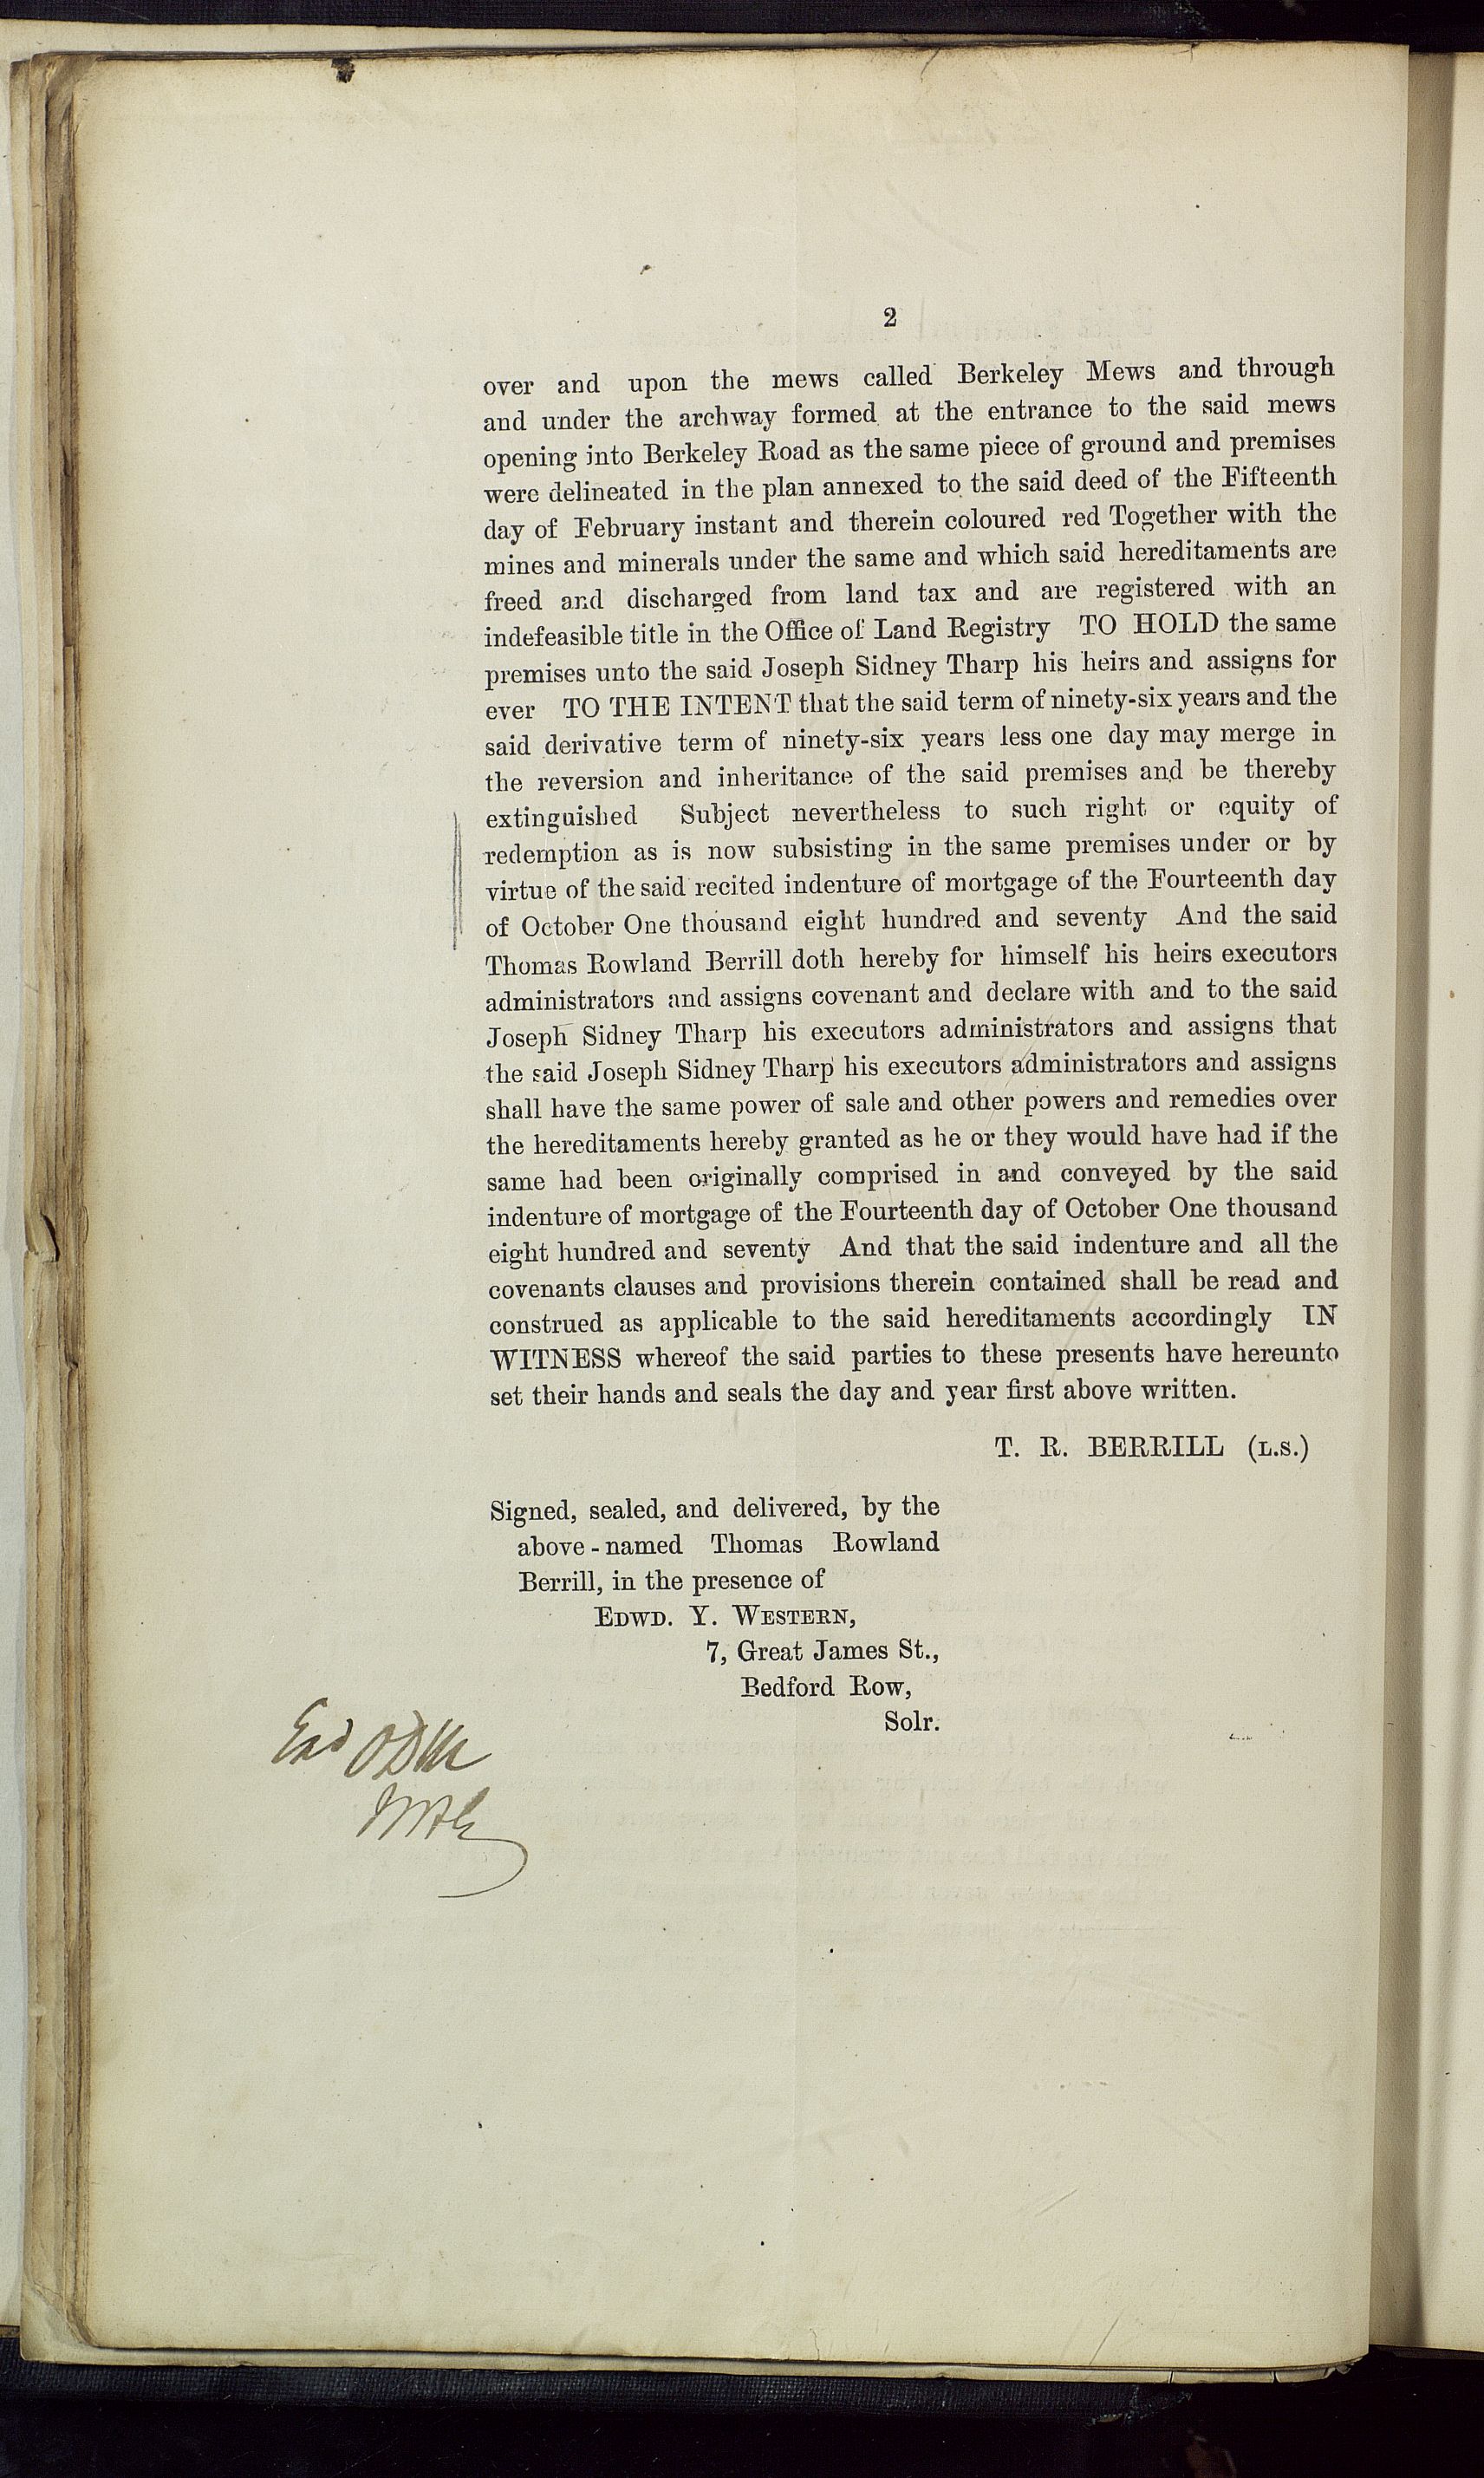 2
over and upon the mews called Berkeley Mews and through
and under the archway formed at the entrance to the said mews
opening into Berkeley Road as the same piece of ground and premises
were delineated in the plan annexed to the said deed of the Fifteenth
day of February instant and therein coloured red Together with the
mines and minerals under the same and which said hereditaments are
freed and discharged from land tax and are registered with an
indefeasible title in the Office of Land Registry TO HOLD the same
premises unto the said Joseph Sidney Tharp his heirs and assigns for
ever TO THE INTENT that the said term of ninety-six years and the
said derivative term of ninety-six years less one day may merge in
the reversion and inheritance of the said premises and be thereby
extinguished Subject nevertheless to such right or equity of
redemption as is now subsisting in the same premises under or by
virtue of the said recited indenture of mortgage of the Fourteenth day
of October One thousand eight hundred and seventy And the said
Thomas Rowland Berrill doth hereby for himself his heirs executors
administrators and assigns covenant and declare with and to the said
Joseph Sidney Tharp his executors administrators and assigns that
the said Joseph Sidney Tharp his executors administrators and assigns
shall have the same power of sale and other powers and remedies over
the hereditaments hereby granted as he or they would have had if the
same had been originally comprised in and conveyed by the said
indenture of mortgage of the Fourteenth day of October One thousand
eight hundred and seventy And that the said indenture and all the
covenants clauses and provisions therein contained shall be read and
construed as applicable to the said hereditaments accordingly IN
WITNESS whereof the said parties to these presents have hereunto
set their hands and seals the day and year first above written.
T. R. BERRILL (L.S.)
Signed, sealed, and delivered, by the
above-named Thomas Rowland
Berrill, in the presence of
EDWD. Y. WESTERN,
7, Great James St.,
Bedford Row,
Solr.